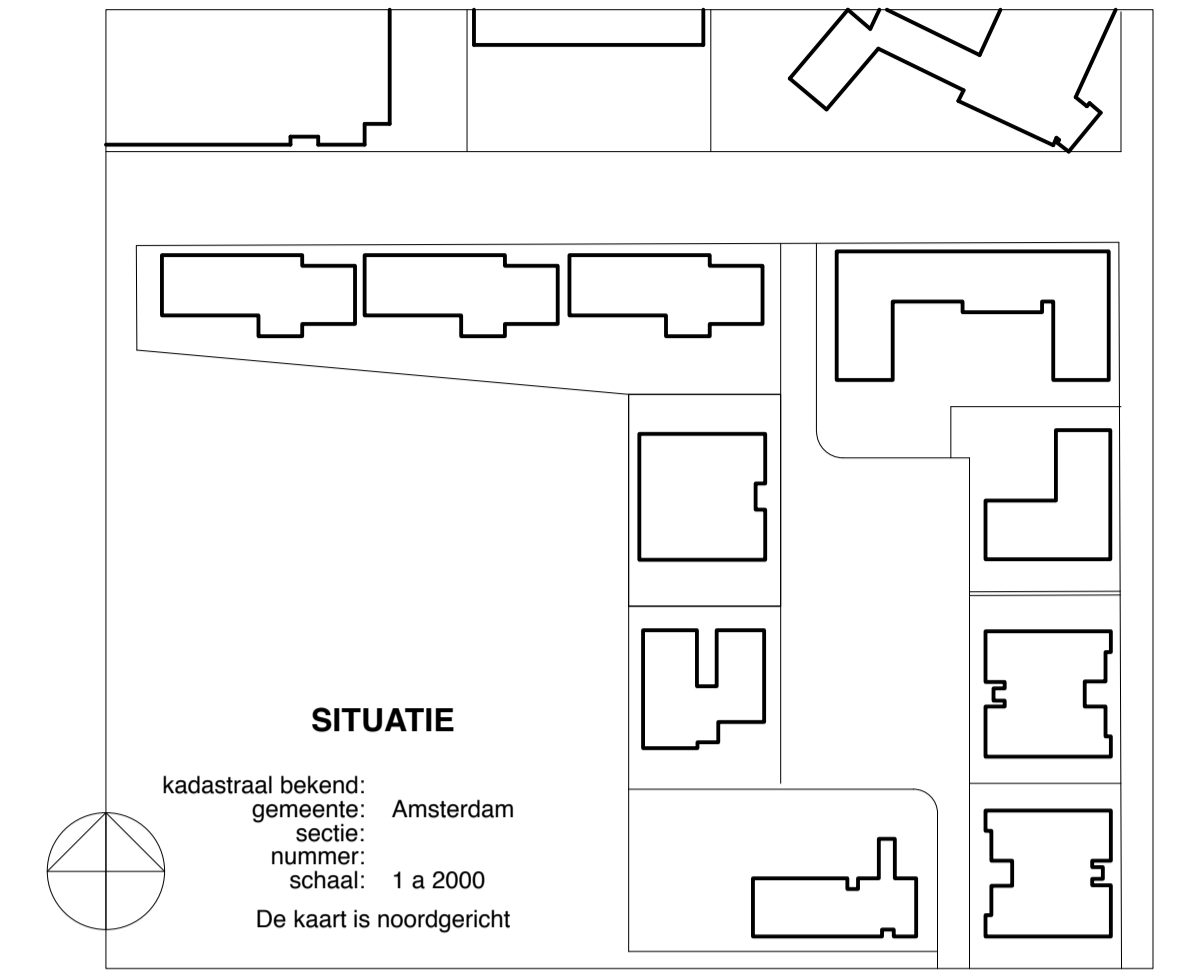 SITUATIE
kadastraal bekend:
gemeente: Amsterdam
sectie:
nummer:
schaal: 1 a 2000
De kaart is noordgericht